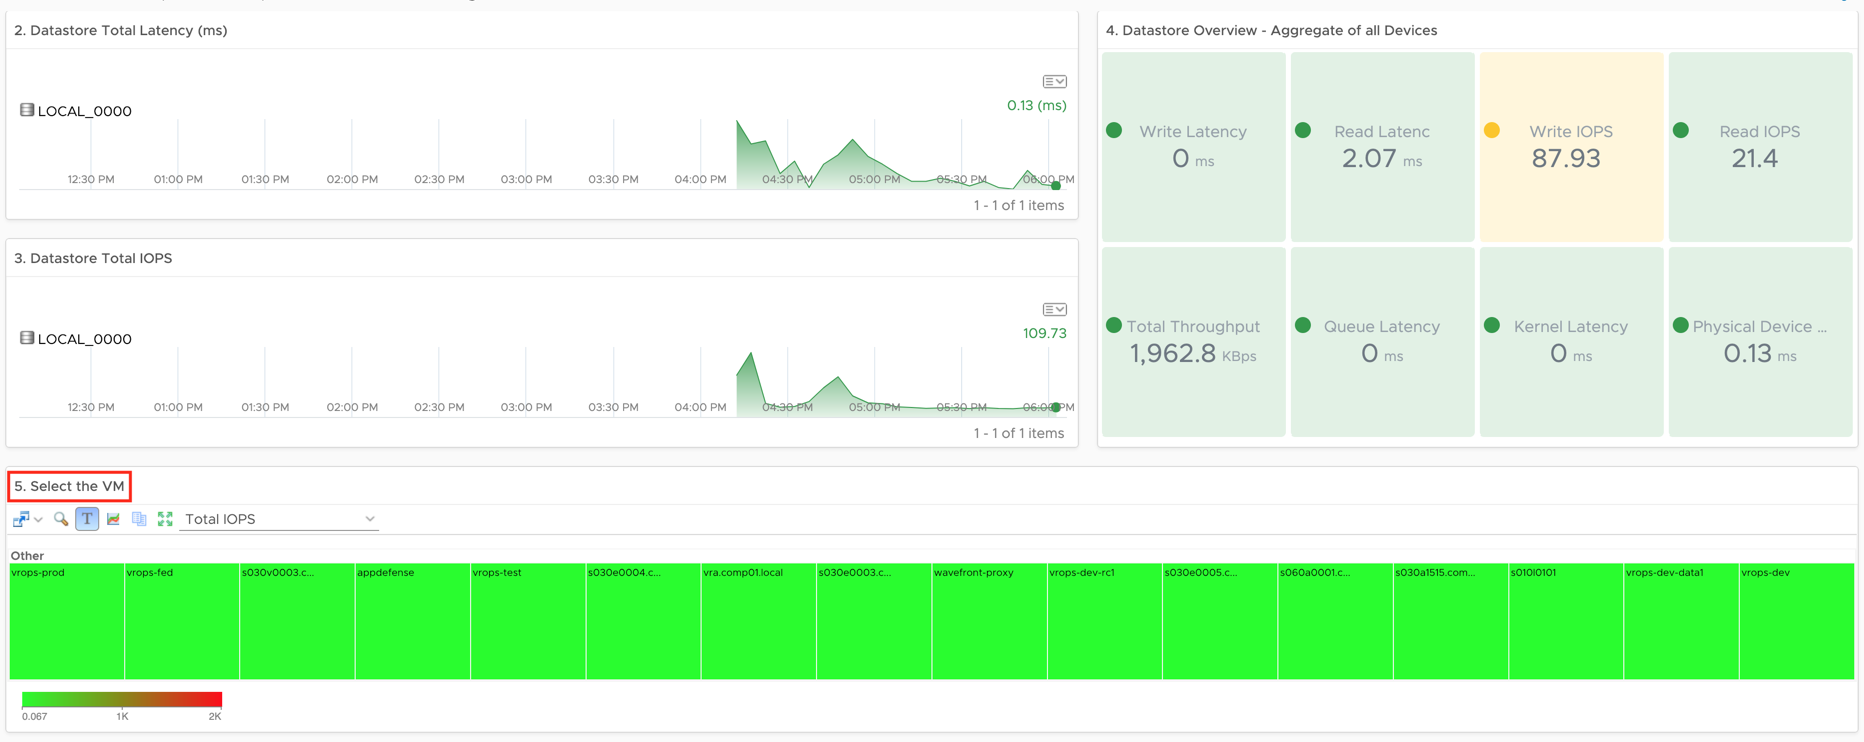 2. Datastore Total Latency (ms)
0.13 (ms)
LOCAL_0000
12:30 PM 01:00 PM 01:30 PM 02:00 PM 02:30 PM 03:00 PM 03:30 PM 04:00 PM 04:30 PM 05:00 PM 05:30 PM 06:00 PM
1 - 1 of 1 items
3. Datastore Total IOPS
109.73
LOCAL_0000
12:30 PM 01:00 PM 01:30 PM 02:00 PM 02:30 PM 03:00 PM 03:30 PM 04:00 PM 04:30 PM 05:00 PM 05:30 PM 06:00 PM
1 - 1 of 1 items
4. Datastore Overview - Aggregate of all Devices
Write Latency
0 ms
Read Latenc
2.07 ms
Write IOPS
87.93
Read IOPS
21.4
Total Throughput
1,962.8 KBps
Queue Latency
0 ms
Kernel Latency
0 ms
Physical Device ...
0.13 ms
5. Select the VM
T
Total IOPS
Other
vrops-prod vrops-fed s030v0003.c... appdefense vrops-test s030e0004.c... vra.comp01.local s030e0003.c... wavefront-proxy vrops-dev-rc1 s030e0005.c... s060a0001.c... s030a1515.com... s010l0101 vrops-dev-data1 vrops-dev
0.067 1K 2K